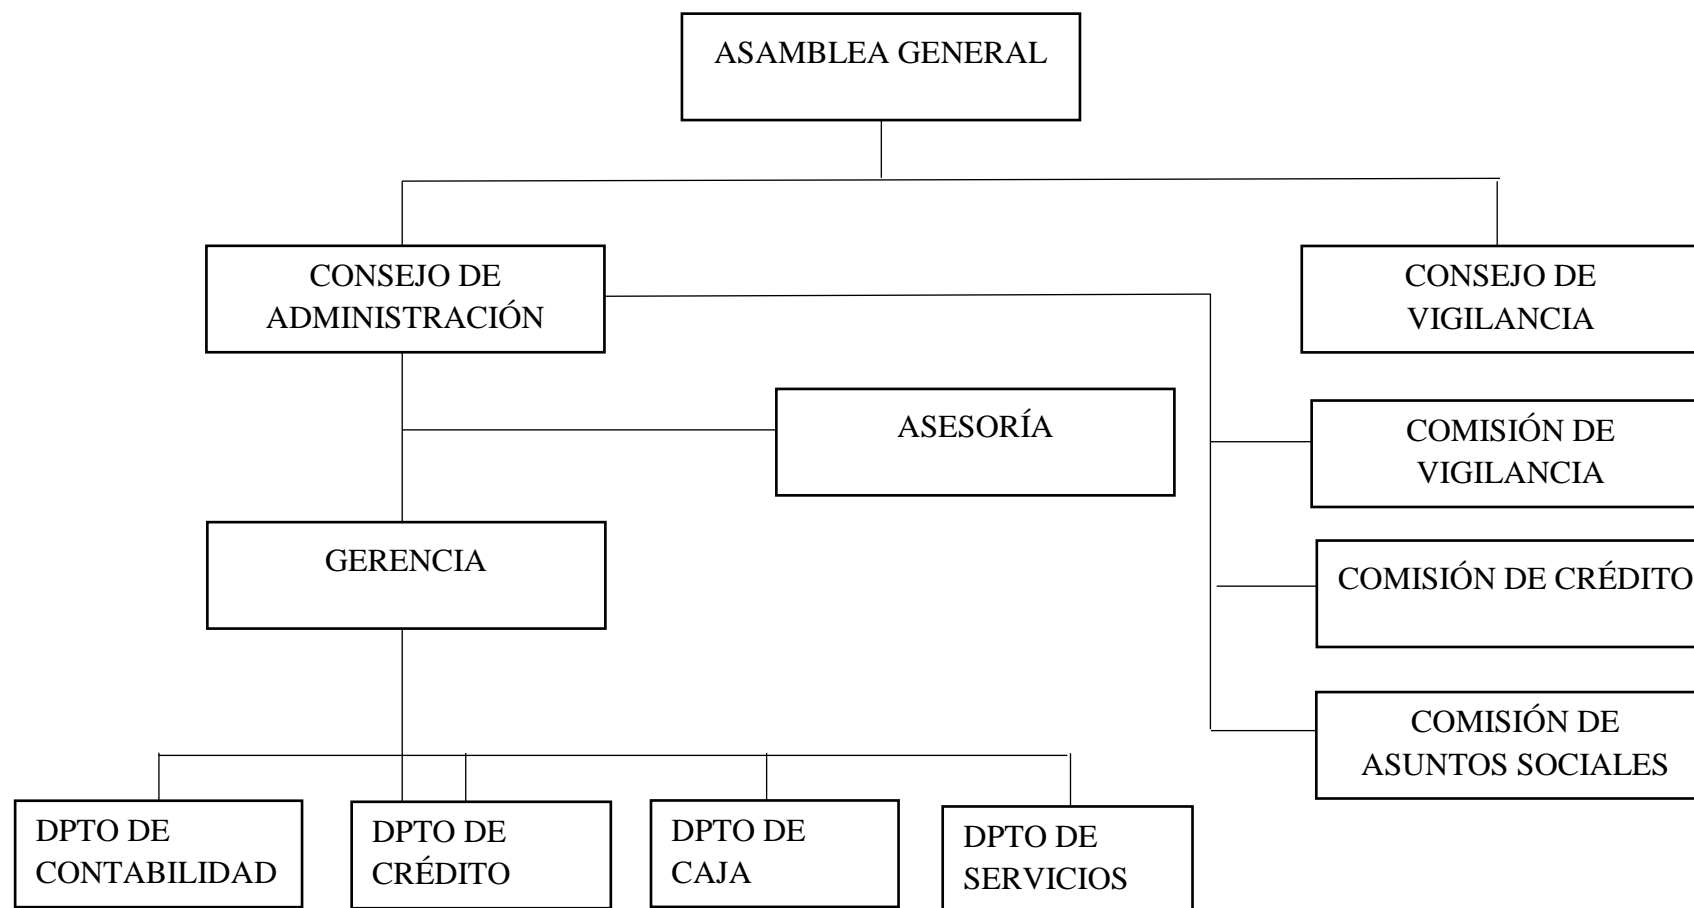 ASAMBLEA GENERAL
CONSEJO DE
ADMINISTRACIÓN
CONSEJO DE
VIGILANCIA
ASESORÍA
COMISIÓN DE
VIGILANCIA
GERENCIA
COMISIÓN DE CRÉDITO
COMISIÓN DE
ASUNTOS SOCIALES
DPTO DE
CONTABILIDAD
DPTO DE
CRÉDITO
DPTO DE
CAJA
DPTO DE
SERVICIOS